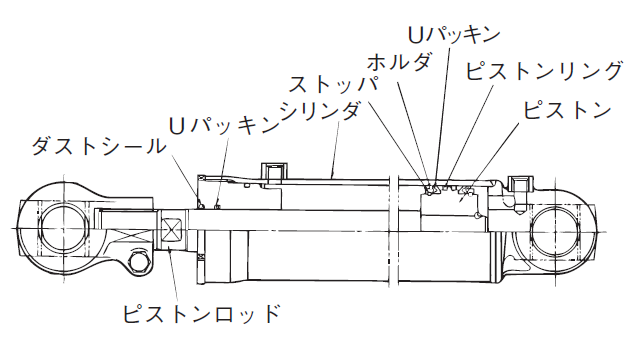 Uパッキン
ホルダ
ピストンリング
ストッパ
ピストン
シリンダ
Uパッキン
ダストシール
ピストンロッド